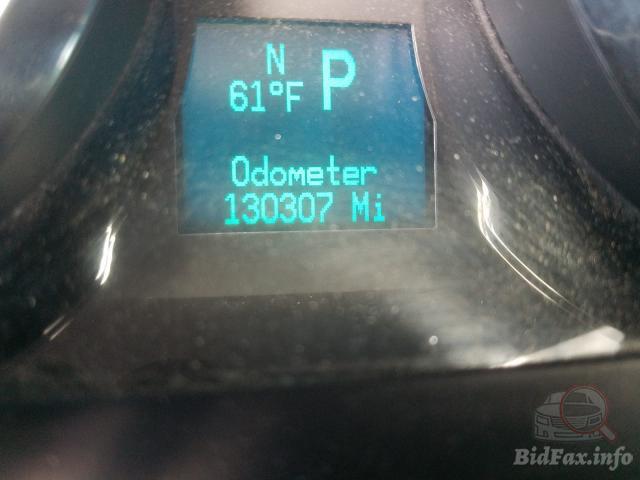 N
61°F P
Odometer
130307 Mi
BidFax.info